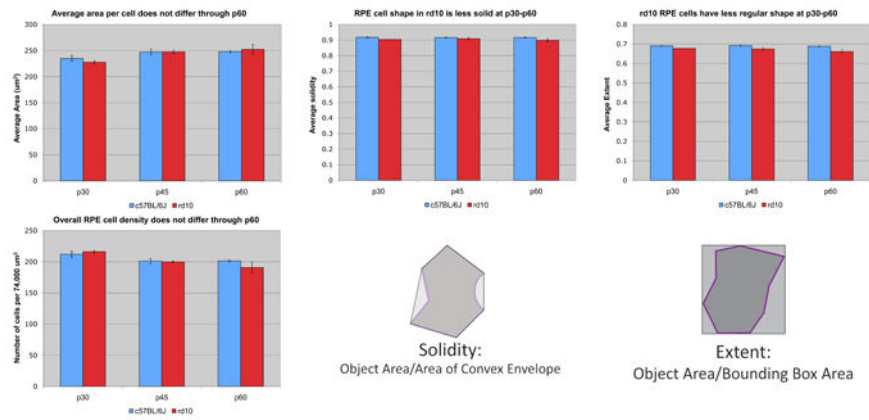 Average area per cell does not differ through p60
Average Area (um²)
300
250
200
150
100
50
0
p30
p45
p60
c57BL/6J
rd10
RPE cell shape in rd10 is less solid at p30-p60
Average solidity
1
0.9
0.8
0.7
0.6
0.5
0.4
0.3
0.2
0.1
0
p30
p45
p60
c57BL/6J
rd10
rd10 RPE cells have less regular shape at p30-p60
Average Extent
0.8
0.7
0.6
0.5
0.4
0.3
0.2
0.1
0
p30
p45
p60
c57BL/6J
rd10
Overall RPE cell density does not differ through p60
Number of cells per 74,000 um²
250
200
150
100
50
0
p30
p45
p60
c57BL/6J
rd10
Solidity:
Object Area/Area of Convex Envelope
Extent:
Object Area/Bounding Box Area